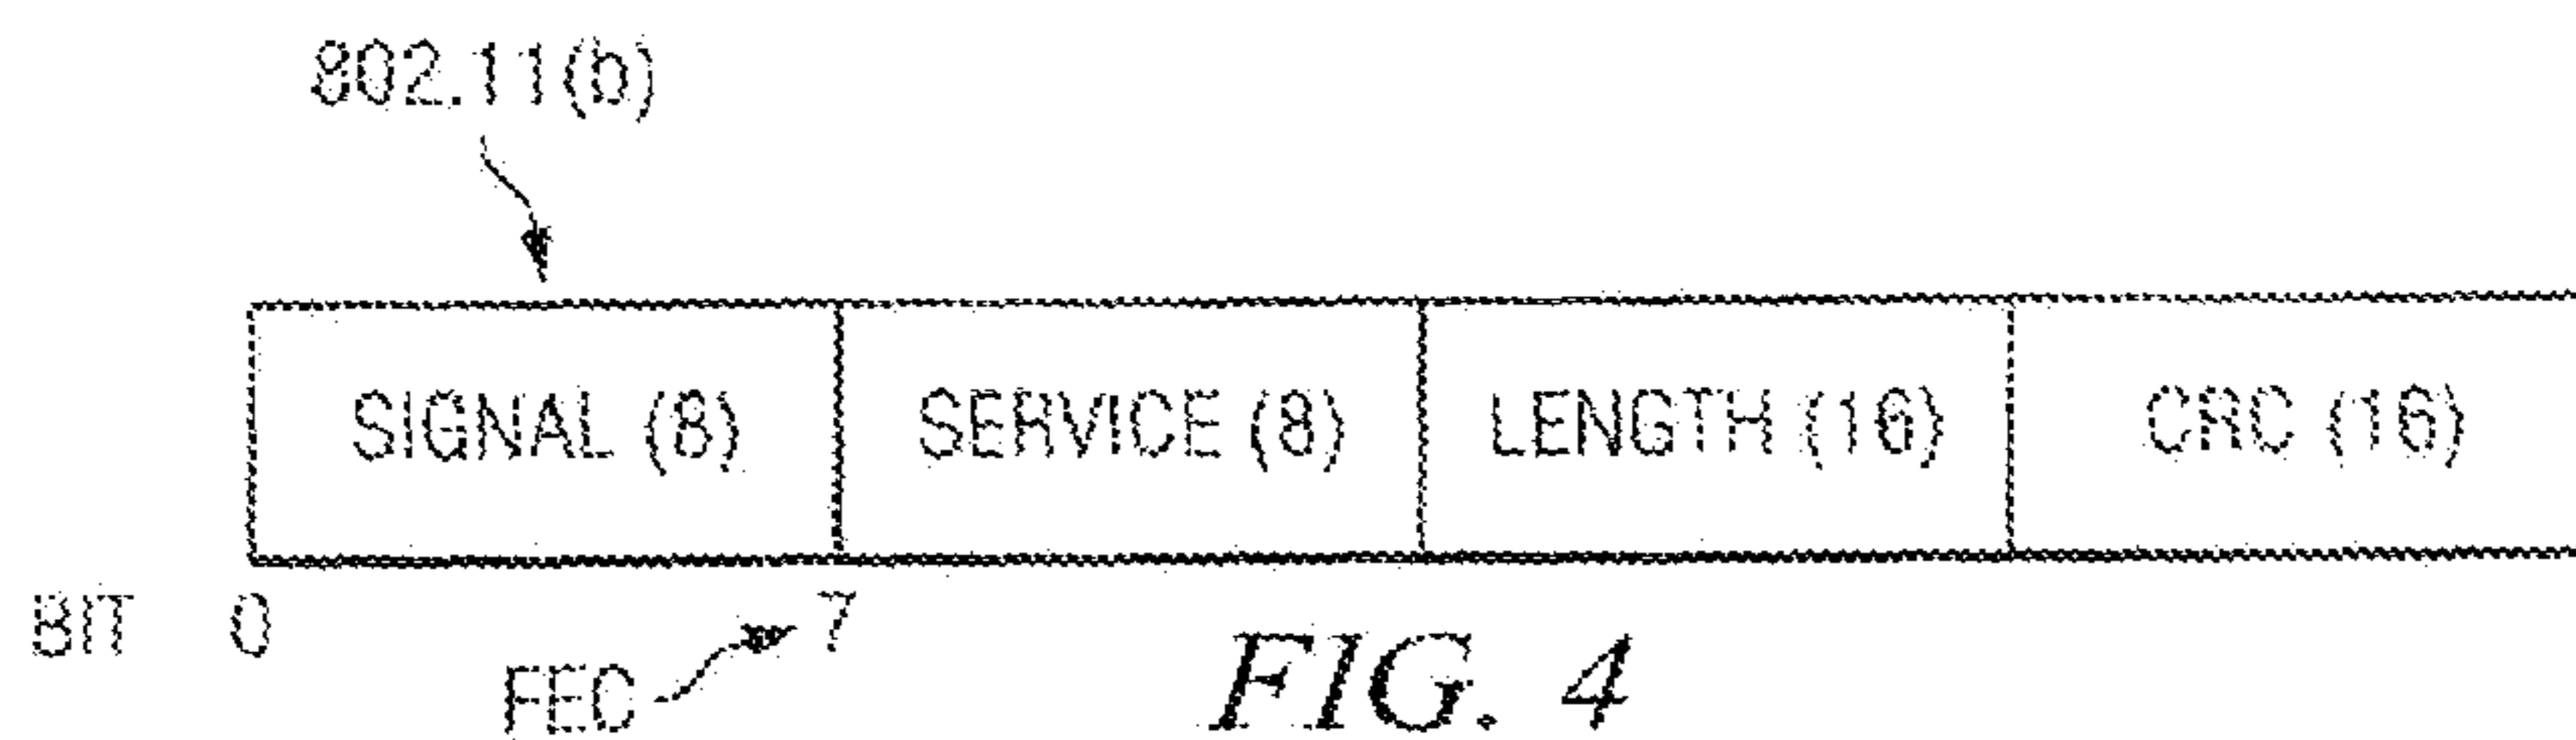 802.11(b)
SIGNAL (8) SERVICE (8) LENGTH (16) CRC (16)
BIT 0 7
FEC
FIG. 4